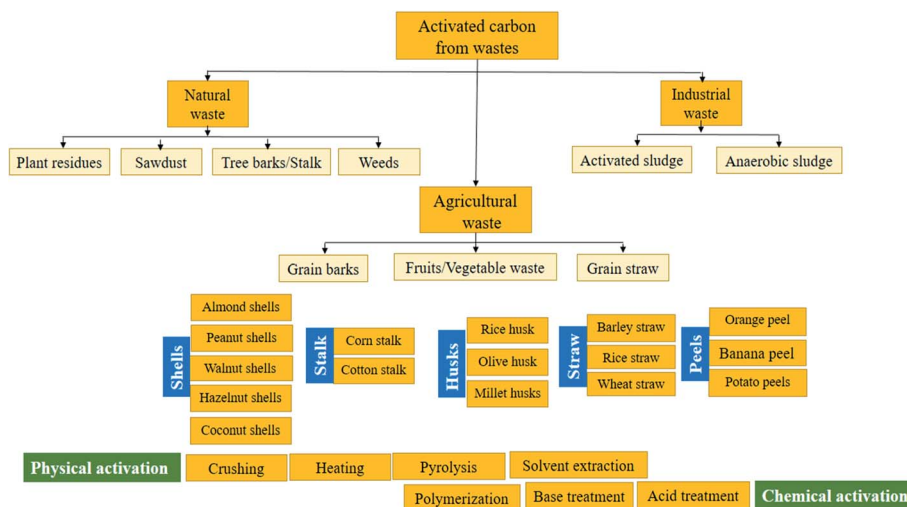 Activated carbon
from wastes
Natural
waste
Industrial
waste
Plant residues
Sawdust
Tree barks/Stalk
Weeds
Activated sludge
Anaerobic sludge
Agricultural
waste
Grain barks
Fruits/Vegetable waste
Grain straw
Shells
Almond shells
Peanut shells
Walnut shells
Hazelnut shells
Coconut shells
Stalk
Corn stalk
Cotton stalk
Husks
Rice husk
Olive husk
Millet husks
Straw
Barley straw
Rice straw
Wheat straw
Peels
Orange peel
Banana peel
Potato peels
Physical activation
Crushing
Heating
Pyrolysis
Solvent extraction
Polymerization
Base treatment
Acid treatment
Chemical activation